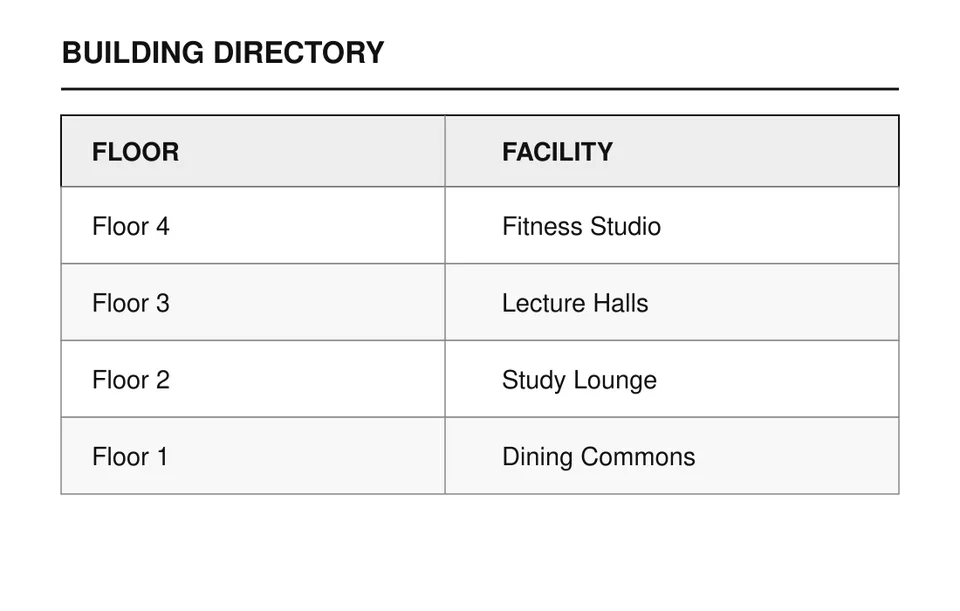 BUILDING DIRECTORY
FLOOR FACILITY
Floor 4 Fitness Studio
Floor 3 Lecture Halls
Floor 2 Study Lounge
Floor 1 Dining Commons